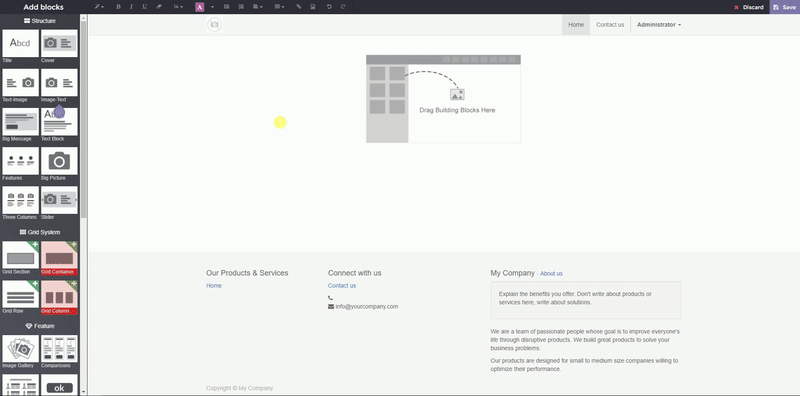 Add blocks
B I U
14
A
Discard
Save
Structure
Home
Contact us
Administrator
Abcd
Title
Cover
Text-Image
Image-Text
Drag Building Blocks Here
Big Message
Text Block
Features
Big Picture
Three Columns
Slider
Grid System
Grid Section
Grid Container
Grid Row
Grid Column
Feature
Image Gallery
Comparisons
ok
Our Products & Services
Home
Connect with us
Contact us
info@yourcompany.com
My Company - About us
Explain the benefits you offer. Don't write about products or
services here, write about solutions.
We are a team of passionate people whose goal is to improve everyone's
life through disruptive products. We build great products to solve your
business problems.
Our products are designed for small to medium size companies willing to
optimize their performance.
Copyright © My Company